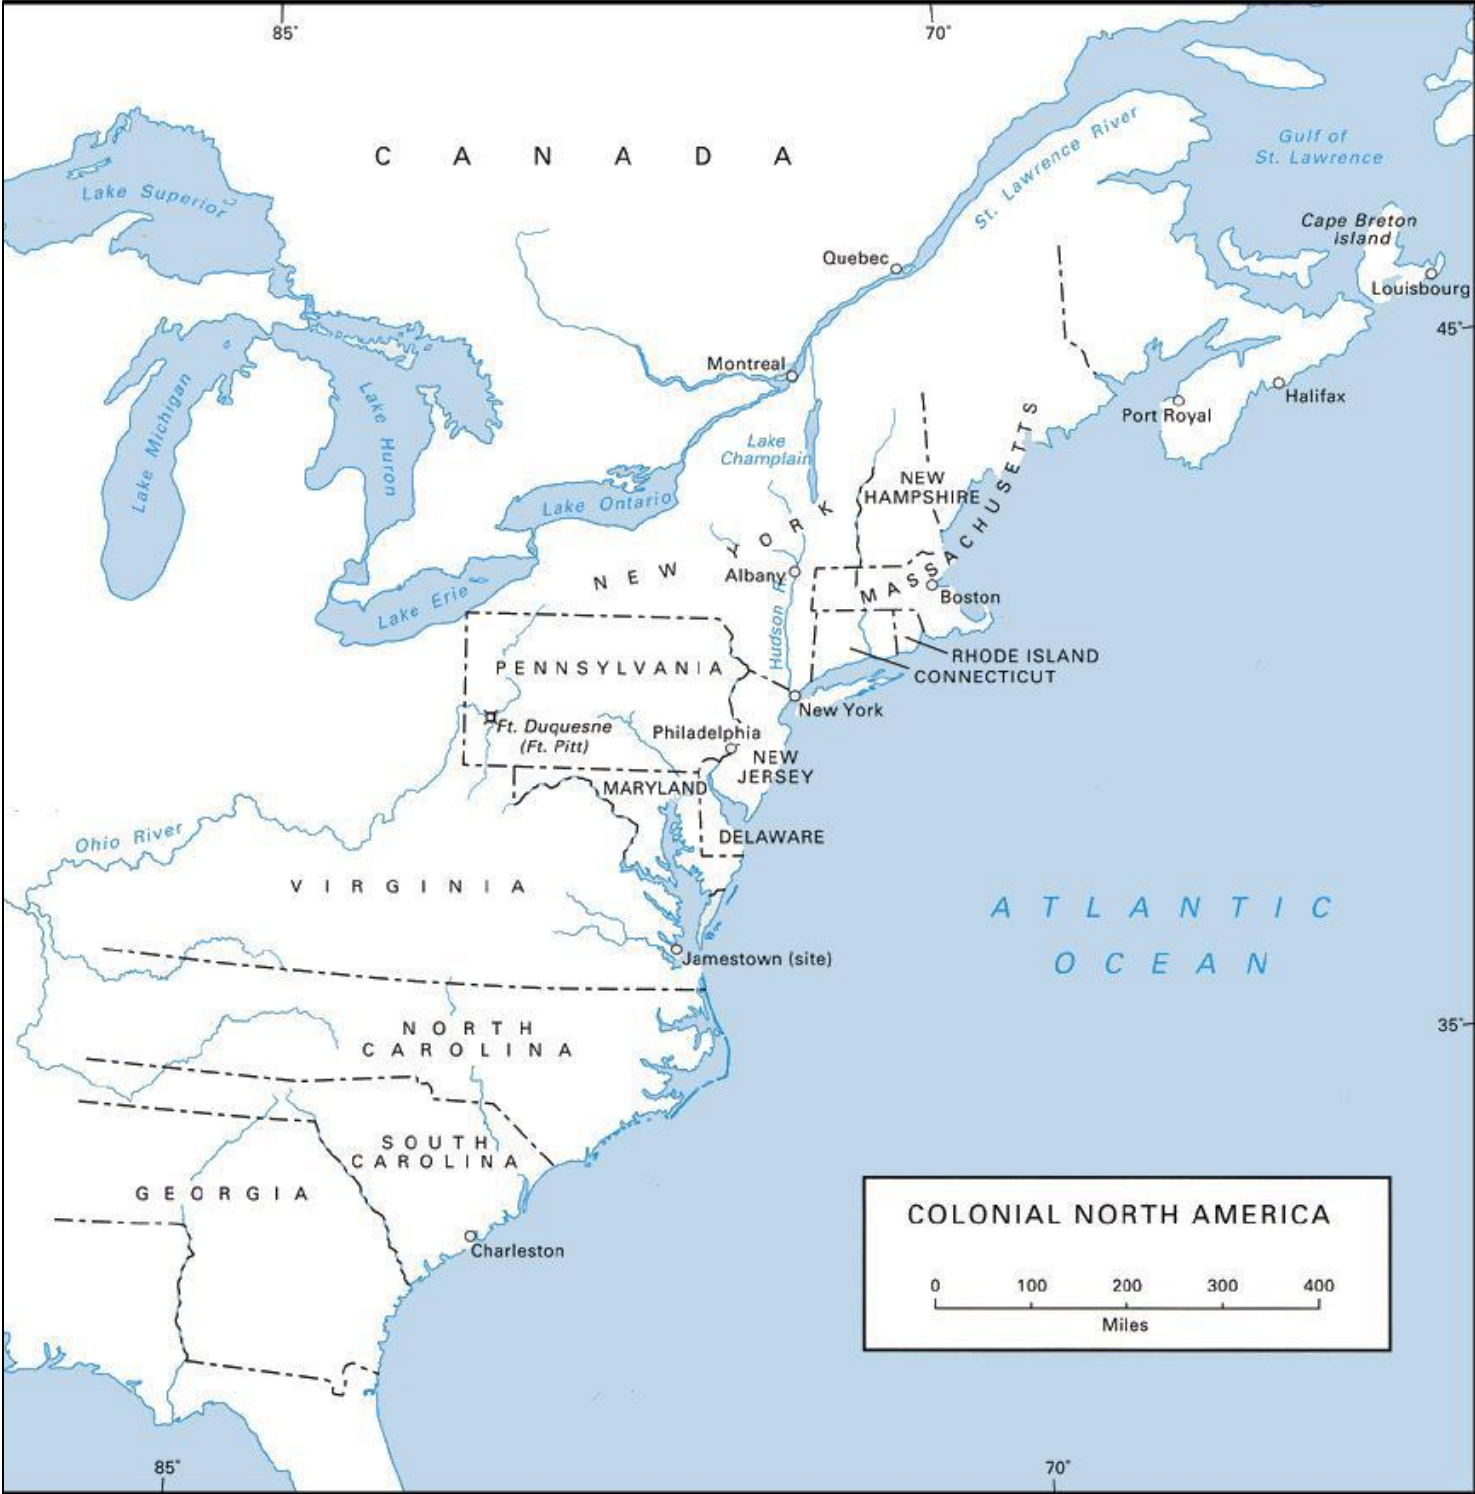 85°
70°
CANADA
St. Lawrence River
Gulf of
St. Lawrence
Lake Superior
Cape Breton
island
Quebec
Louisbourg
45°
Montreal
Halifax
Port Royal
Lake Michigan
Lake Huron
Lake
Champlain
NEW
HAMPSHIRE
Lake Ontario
NEW YORK
MASSACHUSETTS
Albany
Boston
Lake Erie
Hudson R.
RHODE ISLAND
CONNECTICUT
PENNSYLVANIA
New York
Ft. Duquesne
(Ft. Pitt)
Philadelphia
NEW
JERSEY
MARYLAND
DELAWARE
Ohio River
VIRGINIA
ATLANTIC
OCEAN
Jamestown (site)
35°
NORTH
CAROLINA
SOUTH
CAROLINA
GEORGIA
Charleston
COLONIAL NORTH AMERICA
0 100 200 300 400
Miles
85°
70°